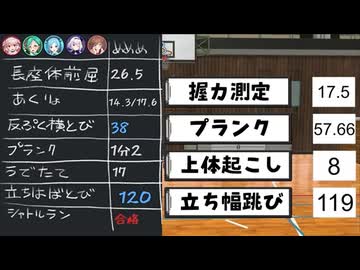 めめめ
長座体前屈 26.5
あくりょ 14.3/17.6
反ぷく横とび 38
プランク 1分2
うでたて 17
立ちはばとび 120
シャトルラン 合格
握力測定 17.5
プランク 57.66
上体起こし 8
立ち幅跳び 119